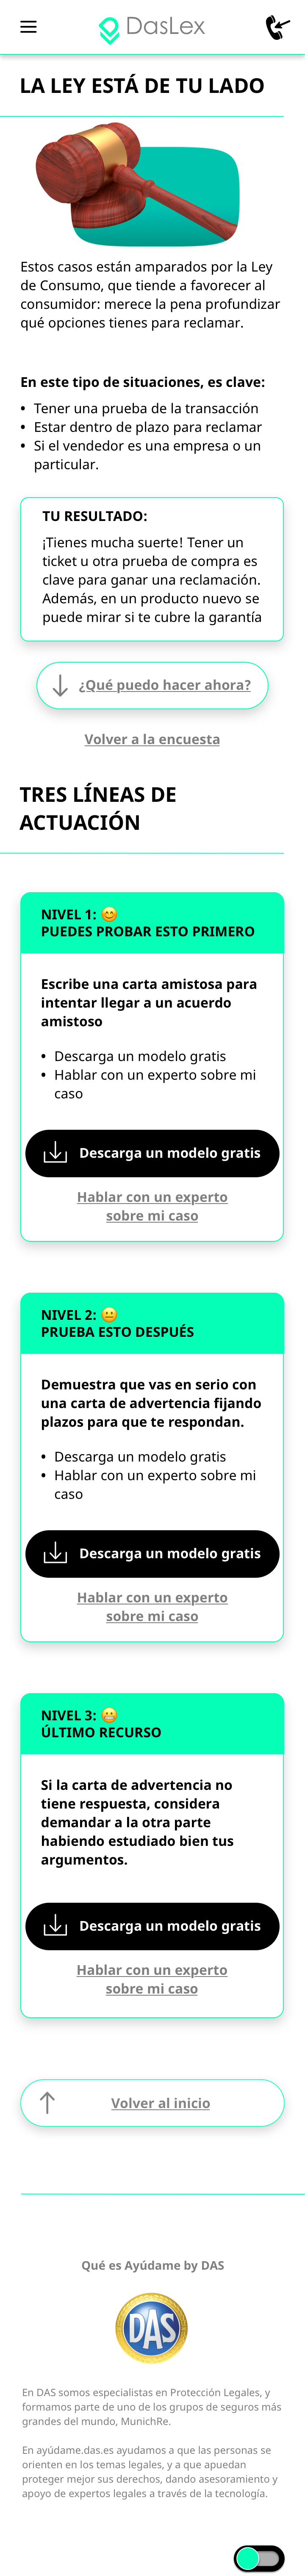 DasLex
LA LEY ESTÁ DE TU LADO
Estos casos están amparados por la Ley
de Consumo, que tiende a favorecer al
consumidor: merece la pena profundizar
qué opciones tienes para reclamar.
En este tipo de situaciones, es clave:
• Tener una prueba de la transacción
• Estar dentro de plazo para reclamar
• Si el vendedor es una empresa o un
particular.
TU RESULTADO:
¡Tienes mucha suerte! Tener un
ticket u otra prueba de compra es
clave para ganar una reclamación.
Además, en un producto nuevo se
puede mirar si te cubre la garantía
¿Qué puedo hacer ahora?
Volver a la encuesta
TRES LÍNEAS DE
ACTUACIÓN
NIVEL 1: 😊
PUEDES PROBAR ESTO PRIMERO
Escribe una carta amistosa para
intentar llegar a un acuerdo
amistoso
• Descarga un modelo gratis
• Hablar con un experto sobre mi
caso
Descarga un modelo gratis
Hablar con un experto
sobre mi caso
NIVEL 2: 😐
PRUEBA ESTO DESPUÉS
Demuestra que vas en serio con
una carta de advertencia fijando
plazos para que te respondan.
• Descarga un modelo gratis
• Hablar con un experto sobre mi
caso
Descarga un modelo gratis
Hablar con un experto
sobre mi caso
NIVEL 3: 😬
ÚLTIMO RECURSO
Si la carta de advertencia no
tiene respuesta, considera
demandar a la otra parte
habiendo estudiado bien tus
argumentos.
Descarga un modelo gratis
Hablar con un experto
sobre mi caso
Volver al inicio
Qué es Ayúdame by DAS
DAS
En DAS somos especialistas en Protección Legales, y
formamos parte de uno de los grupos de seguros más
grandes del mundo, MunichRe.
En ayúdame.das.es ayudamos a que las personas se
orienten en los temas legales, y a que apuedan
proteger mejor sus derechos, dando asesoramiento y
apoyo de expertos legales a través de la tecnología.